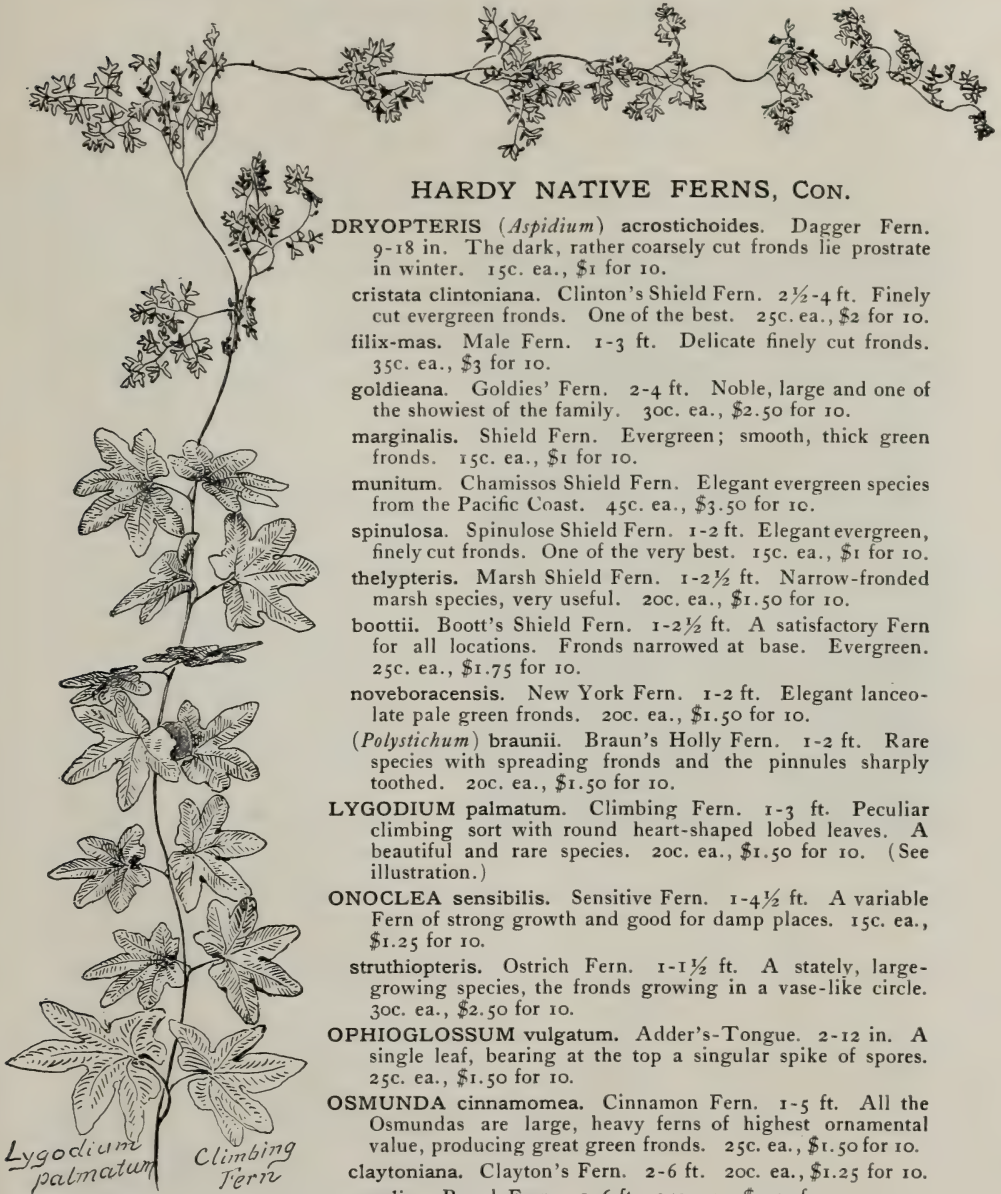 HARDY NATIVE FERNS, CON.
DRYOPTERIS (Aspidium) acrostichoides. Dagger Fern.
9-18 in. The dark, rather coarsely cut fronds lie prostrate
in winter. 15c. ea., $1 for 10.
cristata clintoniana. Clinton's Shield Fern. 2½-4 ft. Finely
cut evergreen fronds. One of the best. 25c. ea., $2 for 10.
filix-mas. Male Fern. 1-3 ft. Delicate finely cut fronds.
35c. ea., $3 for 10.
goldieana. Goldies' Fern. 2-4 ft. Noble, large and one of
the showiest of the family. 30c. ea., $2.50 for 10.
marginalis. Shield Fern. Evergreen; smooth, thick green
fronds. 15c. ea., $1 for 10.
munitum. Chamissos Shield Fern. Elegant evergreen species
from the Pacific Coast. 45c. ea., $3.50 for 10.
spinulosa. Spinulose Shield Fern. 1-2 ft. Elegant evergreen,
finely cut fronds. One of the very best. 15c. ea., $1 for 10.
thelypteris. Marsh Shield Fern. 1-2½ ft. Narrow-fronded
marsh species, very useful. 20c. ea., $1.50 for 10.
boottii. Boott's Shield Fern. 1-2½ ft. A satisfactory Fern
for all locations. Fronds narrowed at base. Evergreen.
25c. ea., $1.75 for 10.
noveboracensis. New York Fern. 1-2 ft. Elegant lanceo-
late pale green fronds. 20c. ea., $1.50 for 10.
(Polystichum) braunii. Braun's Holly Fern. 1-2 ft. Rare
species with spreading fronds and the pinnules sharply
toothed. 20c. ea., $1.50 for 10.
LYGODIUM palmatum. Climbing Fern. 1-3 ft. Peculiar
climbing sort with round heart-shaped lobed leaves. A
beautiful and rare species. 20c. ea., $1.50 for 10. (See
illustration.)
ONOCLEA sensibilis. Sensitive Fern. 1-4½ ft. A variable
Fern of strong growth and good for damp places. 15c. ea.,
$1.25 for 10.
struthiopteris. Ostrich Fern. 1-1½ ft. A stately, large-
growing species, the fronds growing in a vase-like circle.
30c. ea., $2.50 for 10.
OPHIOGLOSSUM vulgatum. Adder's-Tongue. 2-12 in. A
single leaf, bearing at the top a singular spike of spores.
25c. ea., $1.50 for 10.
OSMUNDA cinnamomea. Cinnamon Fern. 1-5 ft. All the
Osmundas are large, heavy ferns of highest ornamental
value, producing great green fronds. 25c. ea., $1.50 for 10.
claytoniana. Clayton's Fern. 2-6 ft. 20c. ea., $1.25 for 10.
Lygodium
palmatum
Climbing
Fern